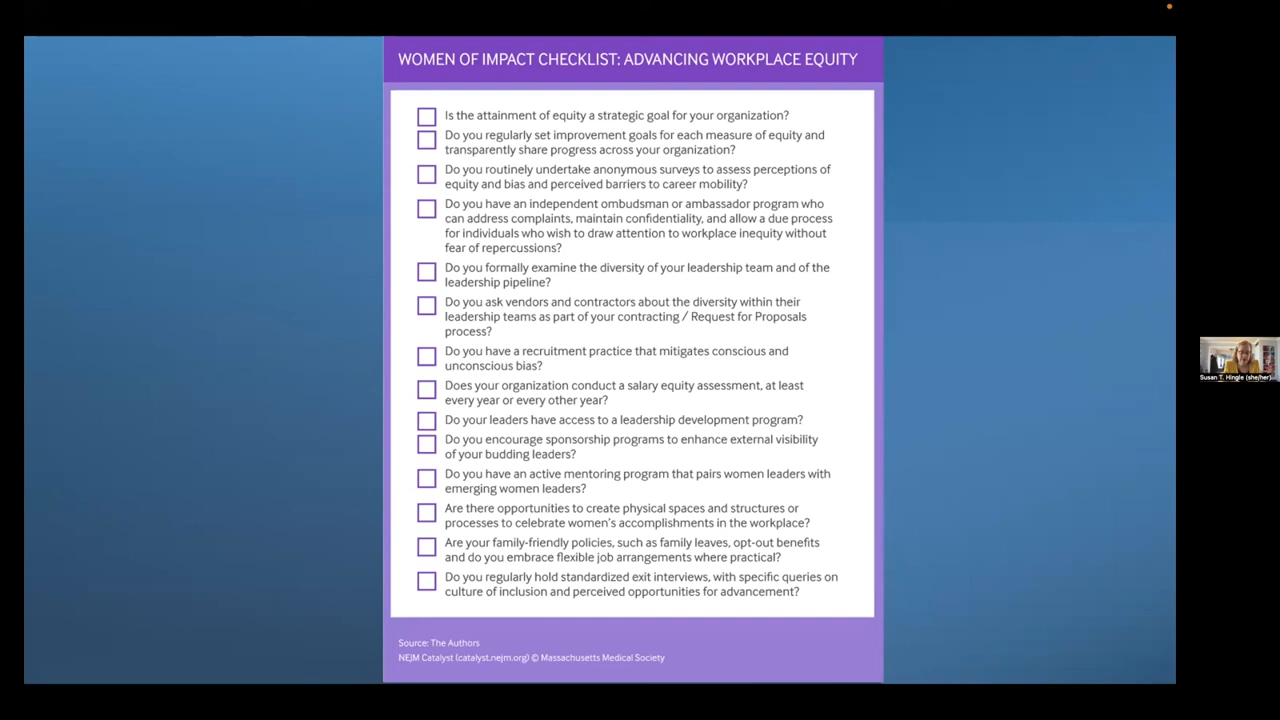 WOMEN OF IMPACT CHECKLIST: ADVANCING WORKPLACE EQUITY
Is the attainment of equity a strategic goal for your organization?
Do you regularly set improvement goals for each measure of equity and
transparently share progress across your organization?
Do you routinely undertake anonymous surveys to assess perceptions of
equity and bias and perceived barriers to career mobility?
Do you have an independent ombudsman or ambassador program who
can address complaints, maintain confidentiality, and allow a due process
for individuals who wish to draw attention to workplace inequity without
fear of repercussions?
Do you formally examine the diversity of your leadership team and of the
leadership pipeline?
Do you ask vendors and contractors about the diversity within their
leadership teams as part of your contracting / Request for Proposals
process?
Do you have a recruitment practice that mitigates conscious and
unconscious bias?
Does your organization conduct a salary equity assessment, at least
every year or every other year?
Do your leaders have access to a leadership development program?
Do you encourage sponsorship programs to enhance external visibility
of your budding leaders?
Do you have an active mentoring program that pairs women leaders with
emerging women leaders?
Are there opportunities to create physical spaces and structures or
processes to celebrate women's accomplishments in the workplace?
Are your family-friendly policies, such as family leaves, opt-out benefits
and do you embrace flexible job arrangements where practical?
Do you regularly hold standardized exit interviews, with specific queries on
culture of inclusion and perceived opportunities for advancement?
Source: The Authors
NEJM Catalyst (catalyst.nejm.org) © Massachusetts Medical Society
Susan T. Hingle (she/her)